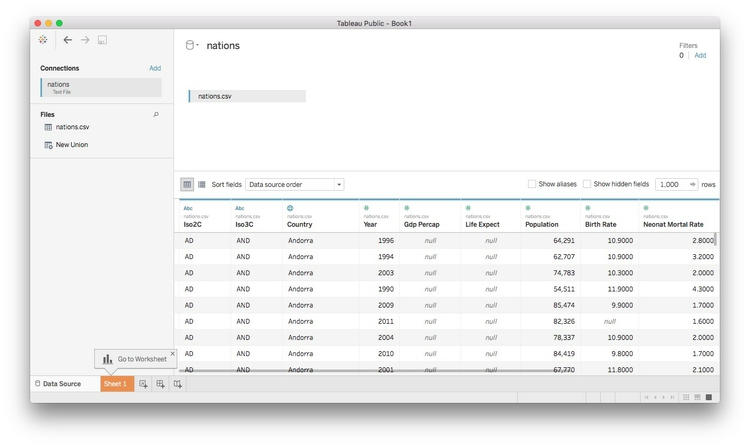 Tableau Public - Book1
Connections Add
nations
Text File
Files
nations.csv
New Union
nations
Filters
0 | Add
nations.csv
Sort fields Data source order Show aliases Show hidden fields 1,000 rows
Abc Abc
nations.csv nations.csv nations.csv nations.csv nations.csv nations.csv nations.csv nations.csv nations.csv
Iso2C Iso3C Country Year Gdp Percap Life Expect Population Birth Rate Neonat Mortal Rate
AD AND Andorra 1996 null null 64,291 10.9000 2.8000
AD AND Andorra 1994 null null 62,707 10.9000 3.2000
AD AND Andorra 2003 null null 74,783 10.3000 2.0000
AD AND Andorra 1990 null null 54,511 11.9000 4.3000
AD AND Andorra 2009 null null 85,474 9.9000 1.7000
AD AND Andorra 2011 null null 82,326 null 1.6000
AD AND Andorra 2004 null null 78,337 10.9000 2.0000
AD AND Andorra 2010 null null 84,419 9.8000 1.7000
AD AND Andorra 2001 null null 67,770 11.8000 2.1000
Go to Worksheet
Data Source Sheet 1